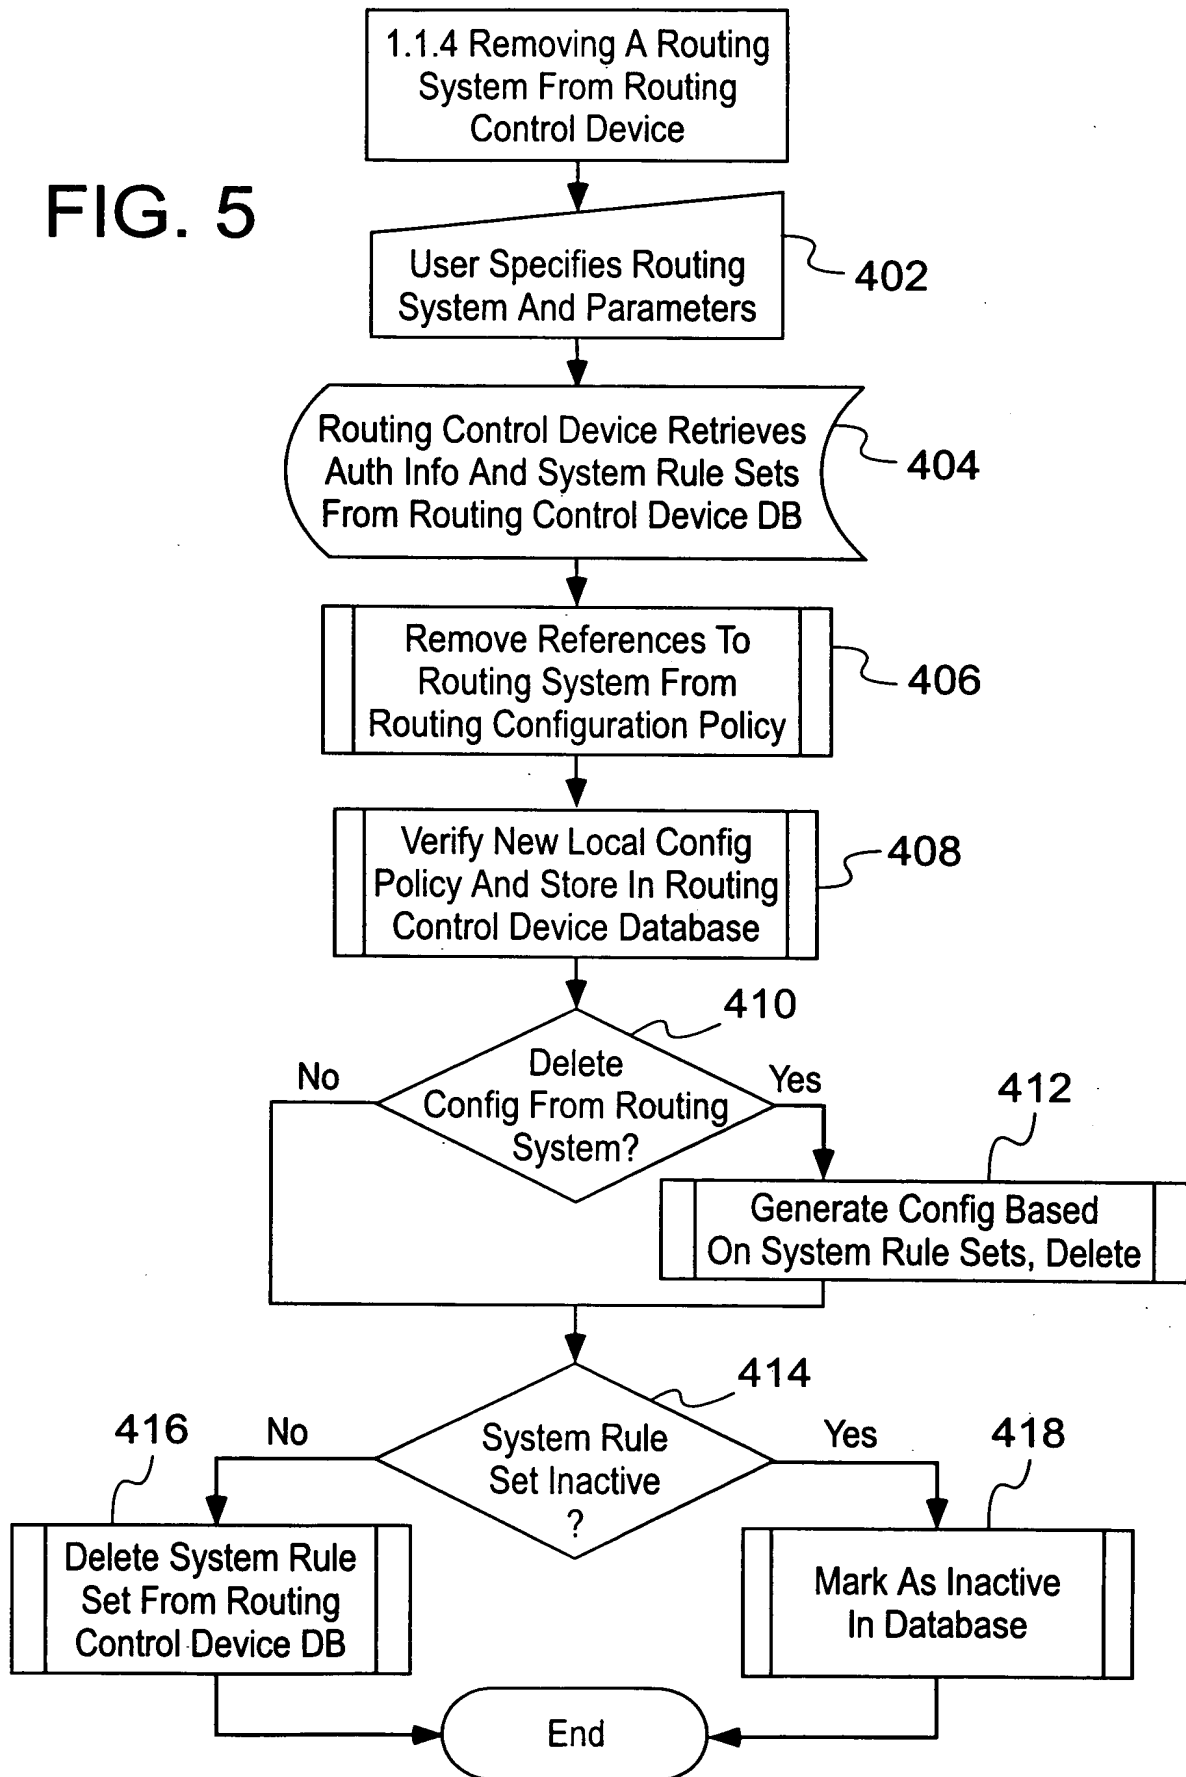 1.1.4 Removing A Routing
System From Routing
Control Device
FIG. 5
User Specifies Routing
System And Parameters
402
Routing Control Device Retrieves
Auth Info And System Rule Sets
From Routing Control Device DB
404
Remove References To
Routing System From
Routing Configuration Policy
406
Verify New Local Config
Policy And Store In Routing
Control Device Database
408
410
Delete
Config From Routing
System?
No
Yes
412
Generate Config Based
On System Rule Sets, Delete
414
System Rule
Set Inactive
?
No
Yes
416
Delete System Rule
Set From Routing
Control Device DB
418
Mark As Inactive
In Database
End